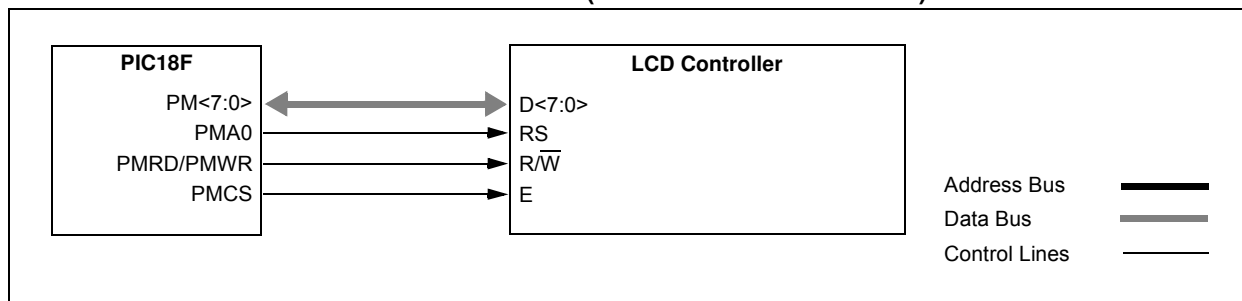 PIC18F
PM<7:0>
PMA0
PMRD/PMWR
PMCS
LCD Controller
D<7:0>
RS
R/W̅
E
Address Bus
Data Bus
Control Lines